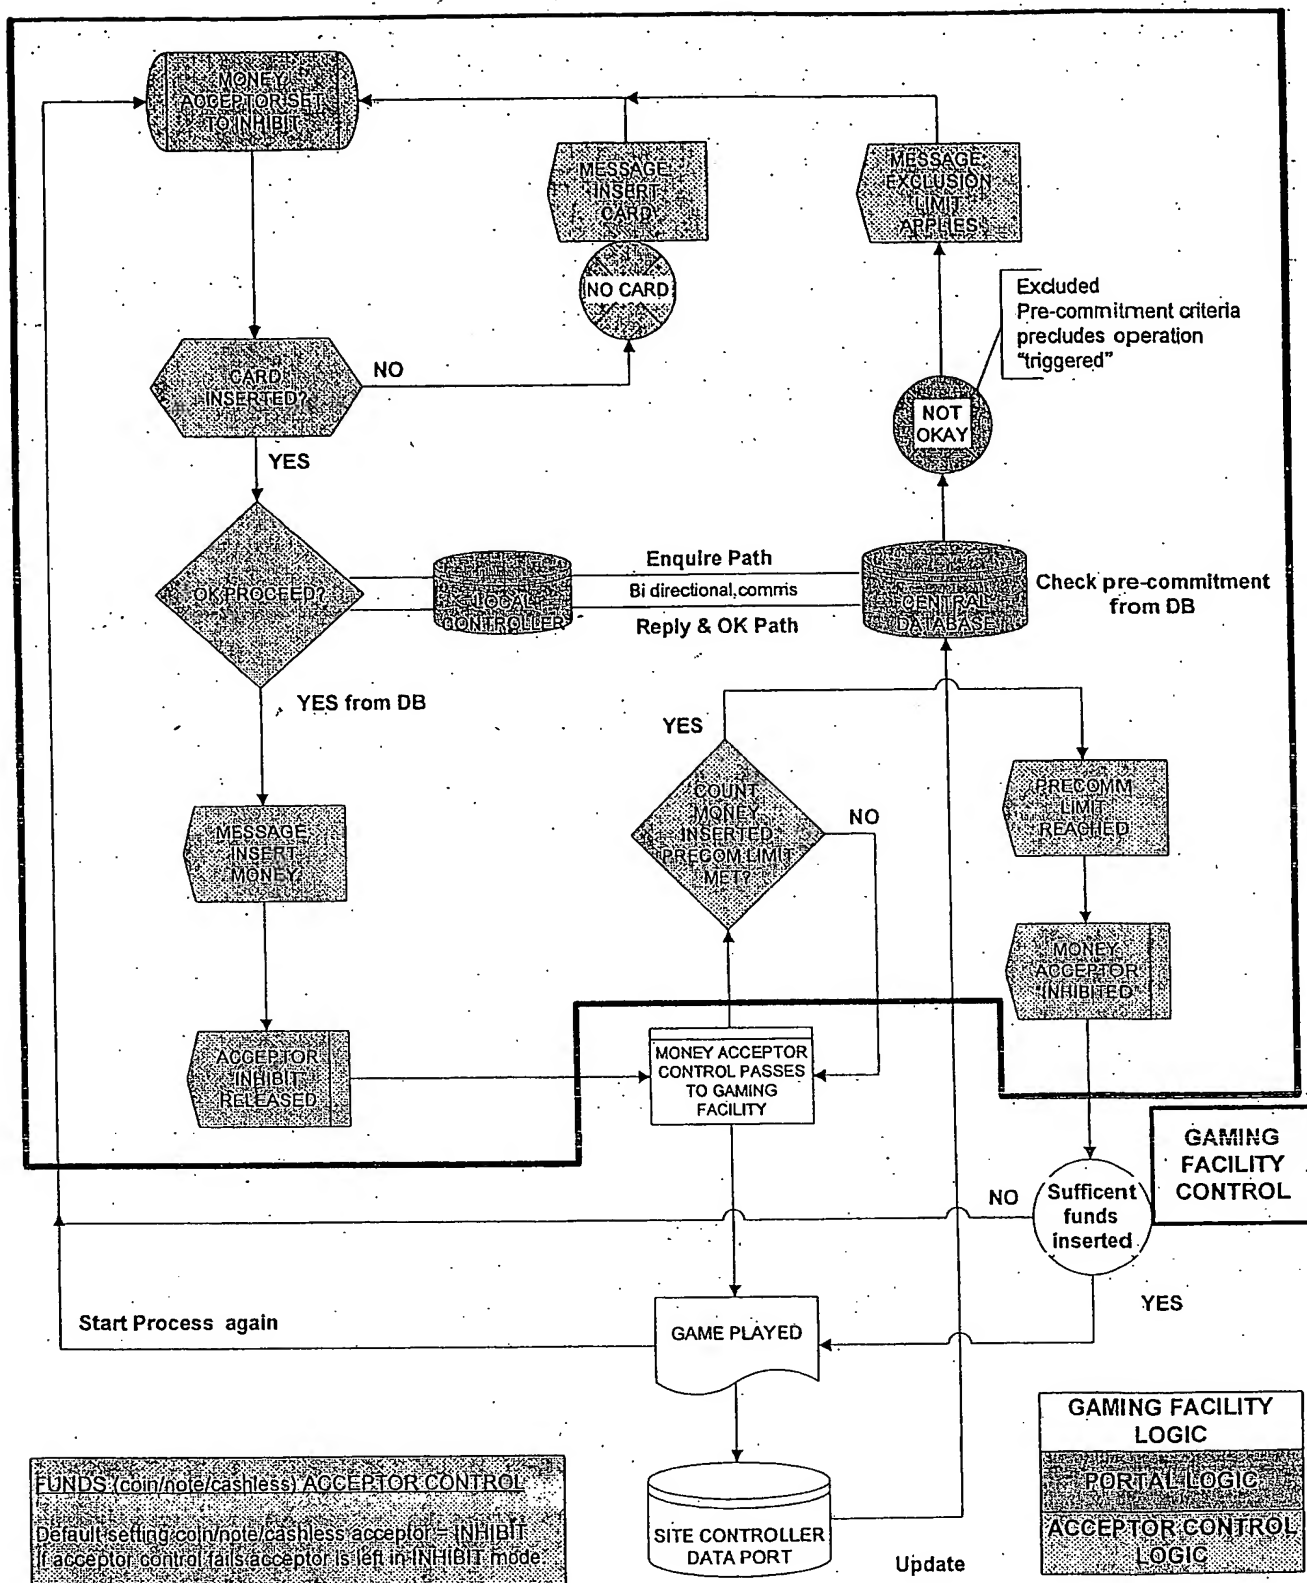 MONEY
ACCEPTOR SET
TO INHIBIT
MESSAGE:
INSERT
CARD
MESSAGE:
EXCLUSION
LIMIT
APPLIES
NO CARD
Excluded
Pre-commitment criteria
precludes operation
"triggered"
CARD
INSERTED?
NO
NOT
OKAY
YES
OK PROCEED?
LOCAL
CONTROLLER
Enquire Path
Bi directional comms
Reply & OK Path
CENTRAL
DATABASE
Check pre-commitment
from DB
YES from DB
YES
COUNT
MONEY
INSERTED
PRECOM LIMIT
MET?
NO
PRECOMM
LIMIT
REACHED
MESSAGE
INSERT
MONEY
MONEY
ACCEPTOR
"INHIBITED"
ACCEPTOR
INHIBIT
RELEASED
MONEY ACCEPTOR
CONTROL PASSES
TO GAMING
FACILITY
GAMING
FACILITY
CONTROL
NO
Sufficent
funds
inserted
YES
Start Process again
GAME PLAYED
GAMING FACILITY
LOGIC
PORTAL LOGIC
ACCEPTOR CONTROL
LOGIC
FUNDS (coin/note/cashless) ACCEPTOR CONTROL
Default setting coin/note/cashless acceptor = INHIBIT
If acceptor control fails acceptor is left in INHIBIT mode
SITE CONTROLLER
DATA PORT
Update